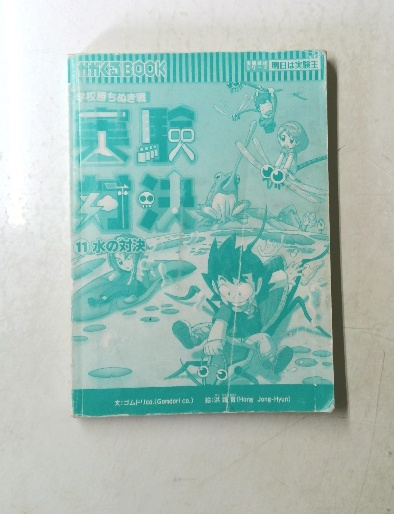 かがくるBOOK
明日は実験王
学校勝ちぬき戦
実験
対決
11 水の対決
文:ゴムドリco.(Gomdori co.) 絵:洪鐘賢(Hong Jong-Hyun)